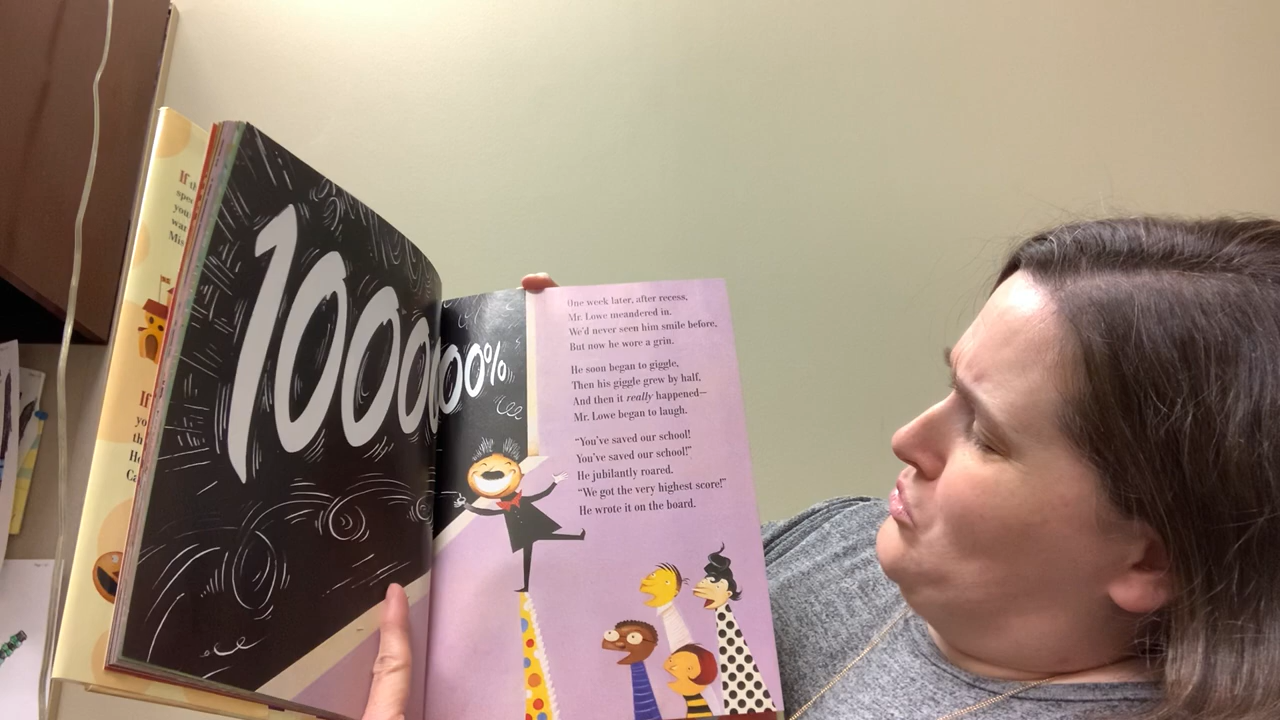 If
1000000%
One week later, after recess,
Mr. Lowe meandered in.
We'd never seen him smile before,
But now he wore a grin.
He soon began to giggle,
Then his giggle grew by half,
And then it really happened—
Mr. Lowe began to laugh.
"You've saved our school!
You've saved our school!"
He jubilantly roared.
"We got the very highest score!"
He wrote it on the board.
If